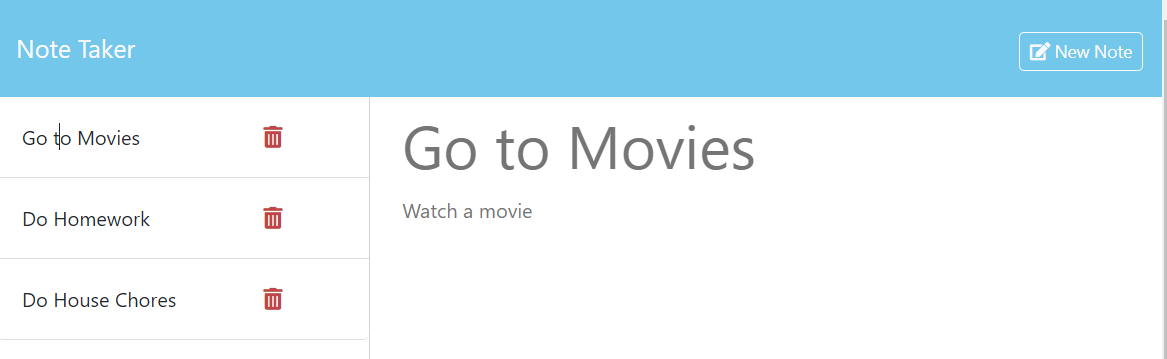 Note Taker
New Note
Go to Movies
Do Homework
Do House Chores
Go to Movies
Watch a movie